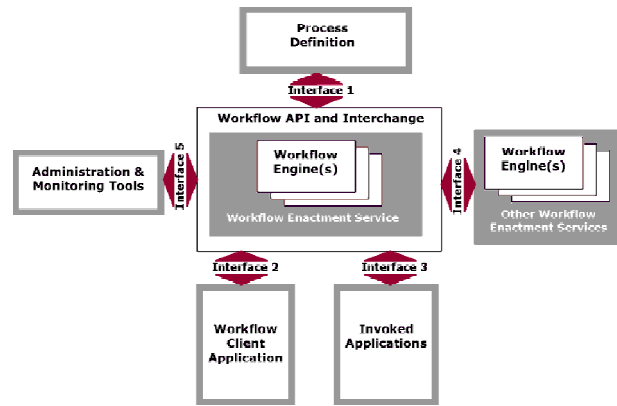 Process
Definition
Interface 1
Workflow API and Interchange
Workflow
Engine(s)
Workflow Enactment Service
Interface 5
Administration &
Monitoring Tools
Interface 4
Workflow
Engine(s)
Other Workflow
Enactment Services
Interface 2
Interface 3
Workflow
Client
Application
Invoked
Applications